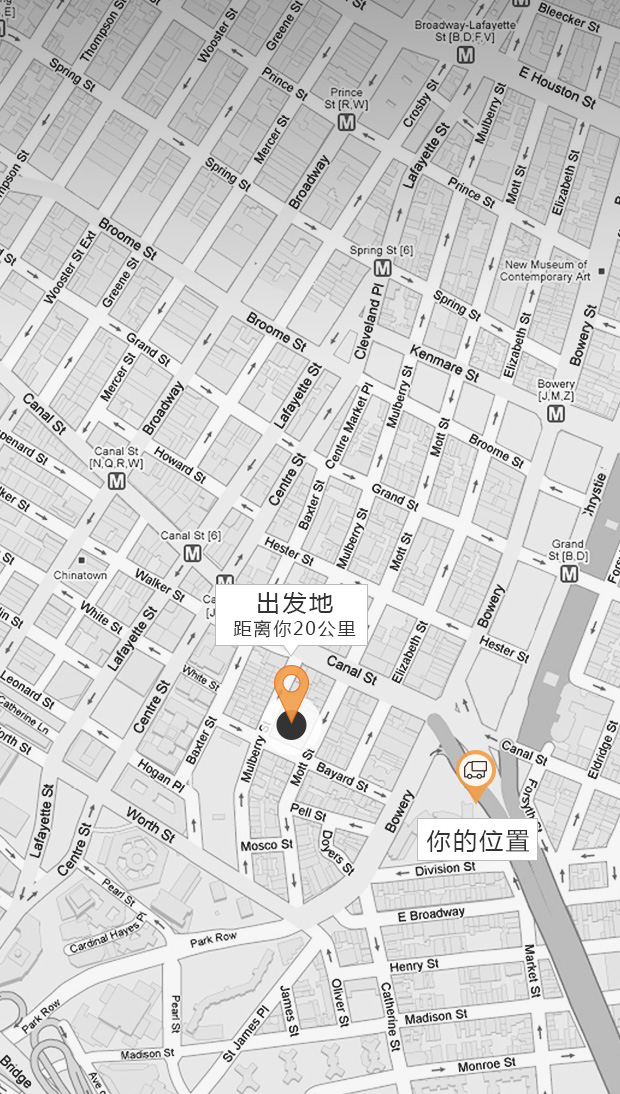 Broadway-Lafayette
St [B,D,F,V]
Bleecker St
Thompson St
Wooster St
Greene St
E Houston St
Spring St
Prince St
Prince
St [R,W]
Crosby St
Mulberry St
Mercer St
Lafayette St
Broadway
Spring St
Prince St
Mott St
Elizabeth St
Broome St
Wooster St Ext
Greene St
Spring St [6]
New Museum of
Contemporary Art
Spring St
Cleveland Pl
Broome St
Elizabeth St
Bowery St
Grand St
Kenmare St
Mercer St
Broadway
Lafayette St
Centre Market Pl
Mulberry St
Bowery
[J,M,Z]
Canal St
Mott St
Broome St
Canal St
[N,Q,R,W]
Howard St
Centre St
Baxter St
Grand St
Canal St [6]
Hester St
Mulberry St
Mott St
Grand
St [B,D]
Chinatown
Walker St
Bowery
出发地
距离你20公里
White St
Lafayette St
Elizabeth St
Hester St
Canal St
White St
Leonard St
Catherine Ln
Centre St
Baxter St
Mulberry
Mott St
Canal St
Eldridge St
Hogan Pl
Bayard St
Forsyth St
Pell St
Bowery
你的位置
Worth St
Lafayette St
Centre St
Mosco St
Doyers St
Division St
Pearl St
E Broadway
Cardinal Hayes Pl
Park Row
Henry St
Market St
Park Row
Pearl St
St James Pl
James St
Oliver St
Catherine St
Madison St
Madison St
Monroe St
Bridge